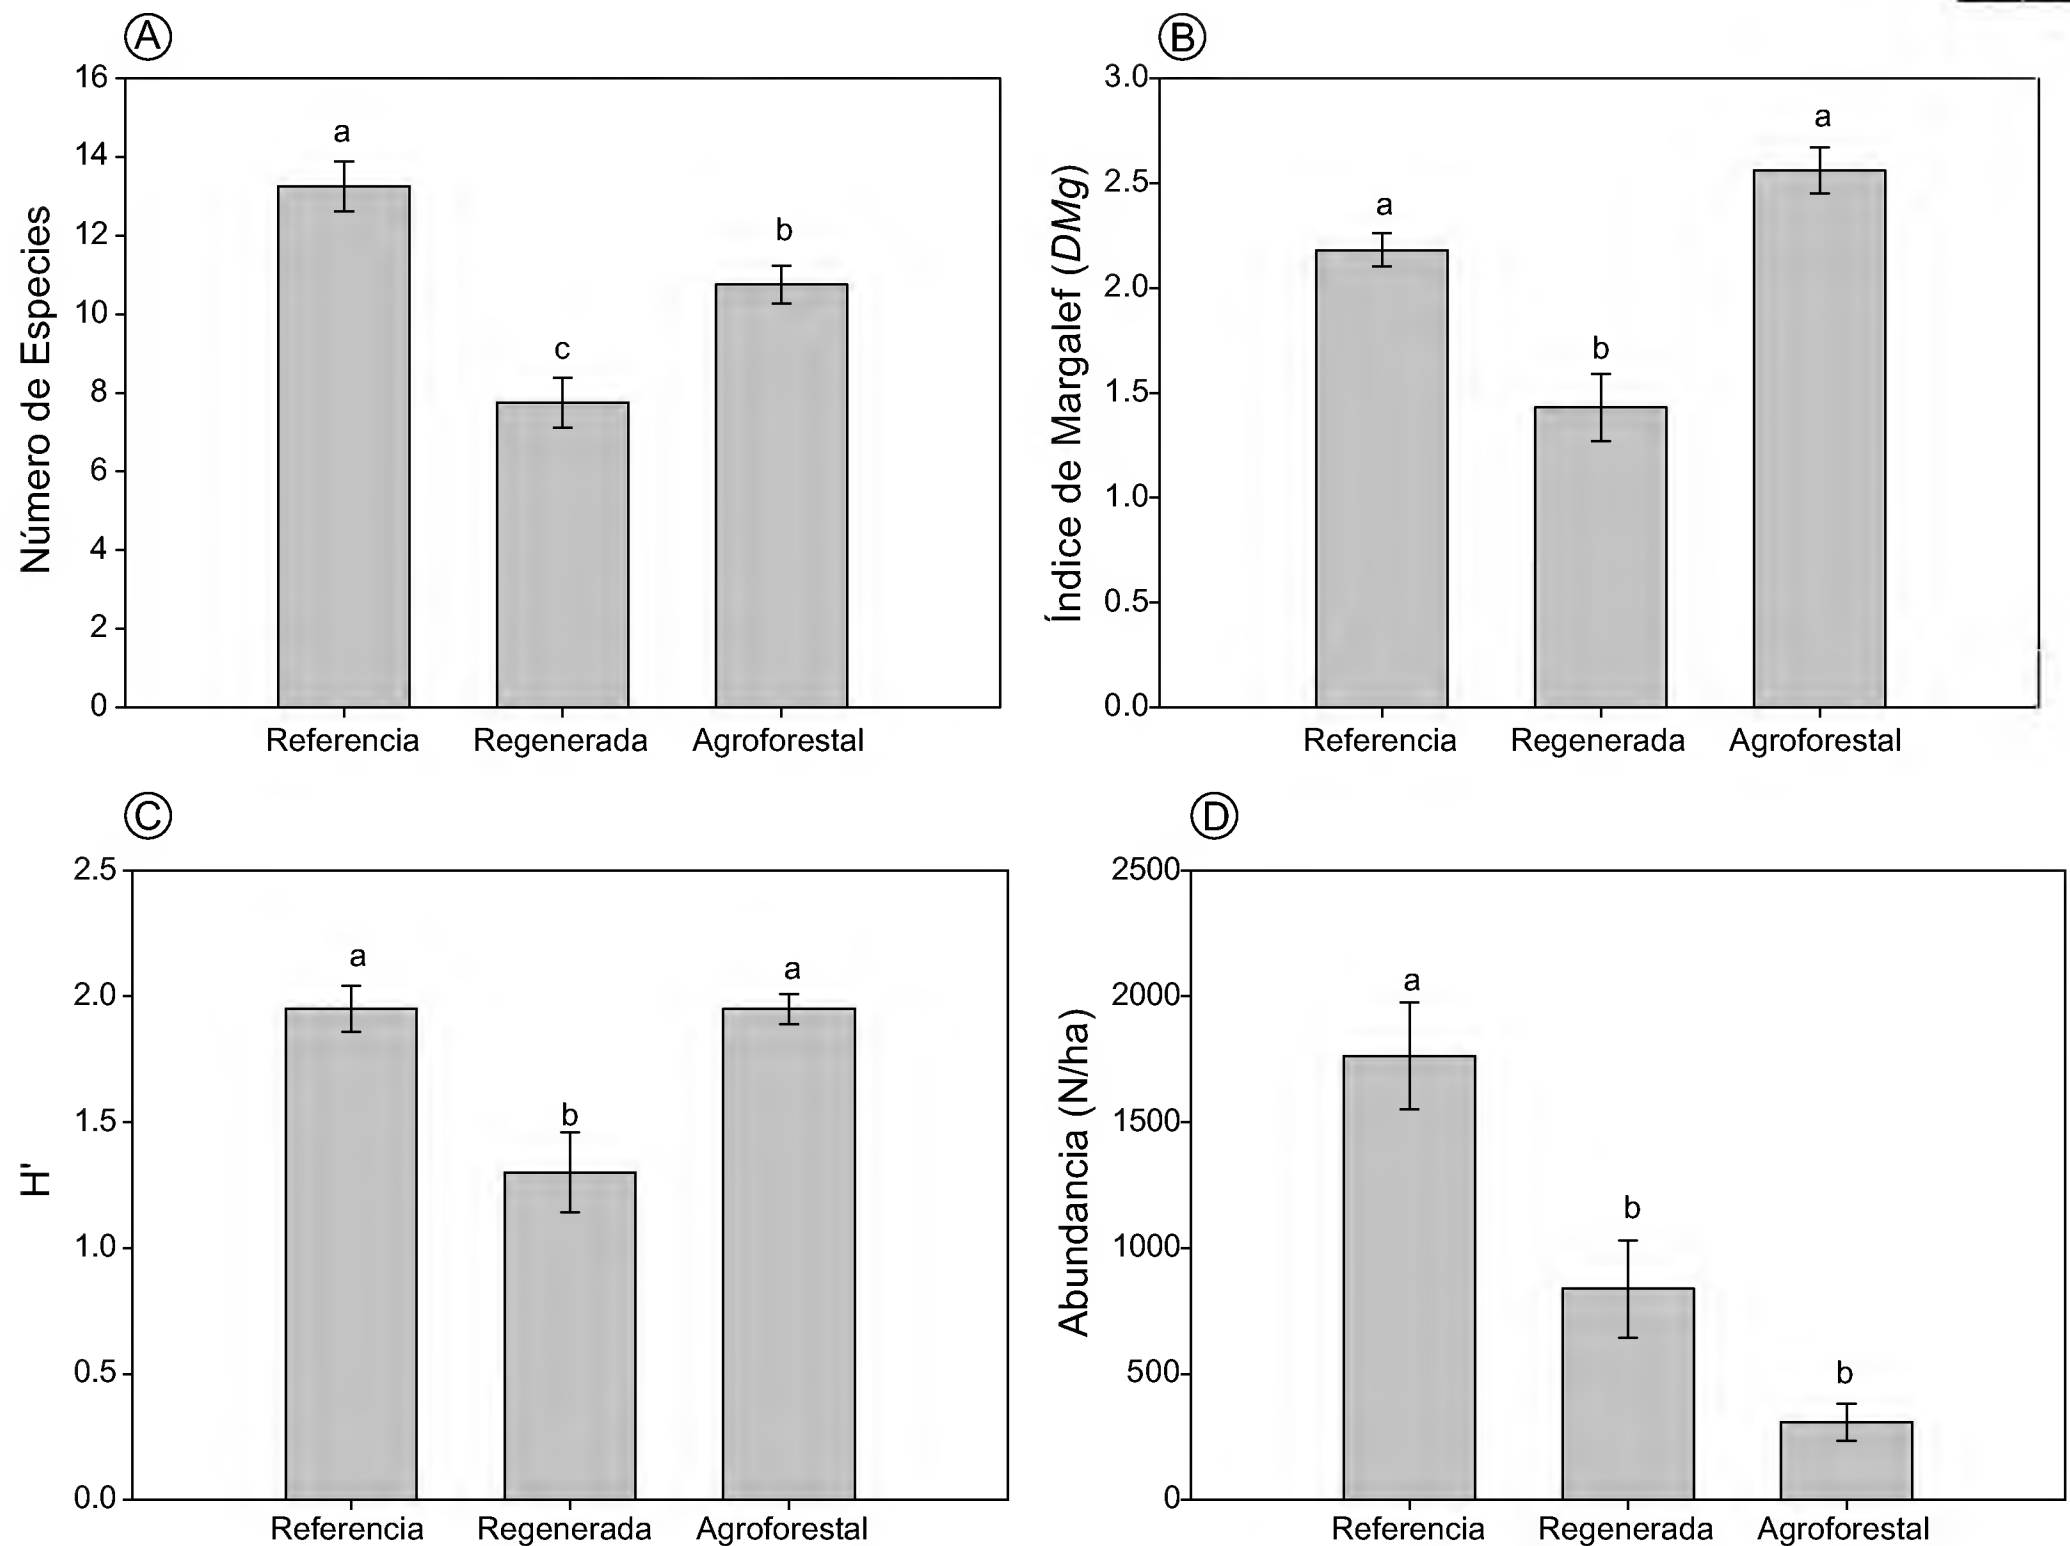 A
Número de Especies
16
14
12
10
8
6
4
2
0
a
c
b
Referencia Regenerada Agroforestal
B
Índice de Margalef (DMg)
3.0
2.5
2.0
1.5
1.0
0.5
0.0
a
b
a
Referencia Regenerada Agroforestal
C
H'
2.5
2.0
1.5
1.0
0.5
0.0
a
b
a
Referencia Regenerada Agroforestal
D
Abundancia (N/ha)
2500
2000
1500
1000
500
0
a
b
b
Referencia Regenerada Agroforestal